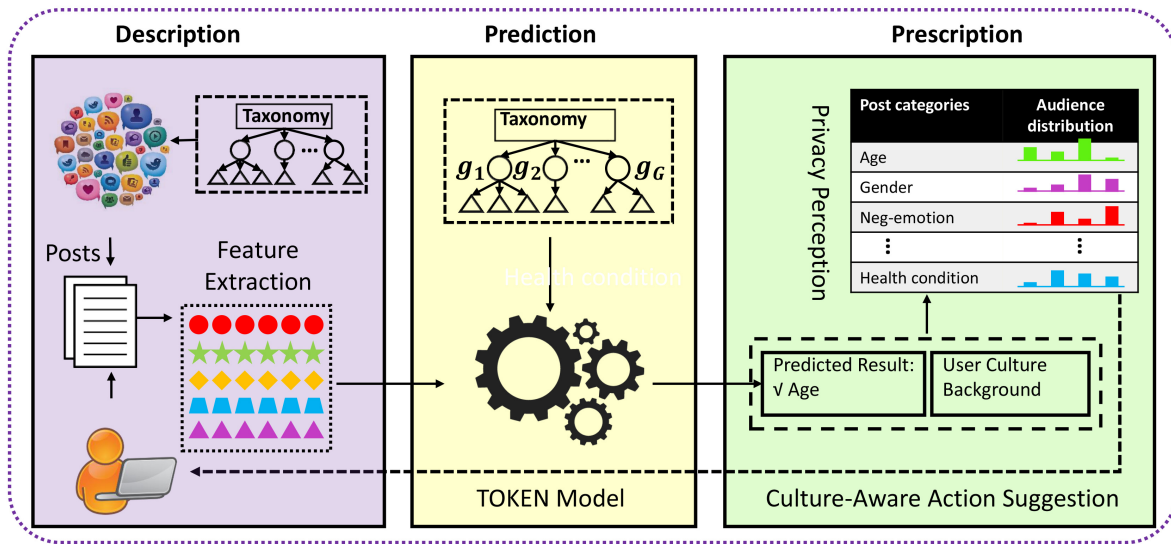 Description
Taxonomy
...
Posts
Feature
Extraction
Prediction
Taxonomy
...
g₁ g₂ g_G
Health condition
TOKEN Model
Prescription
Privacy Perception
Post categories Audience
distribution
Age
Gender
Neg-emotion
⋮ ⋮
Health condition
Predicted Result:
√ Age
User Culture
Background
Culture-Aware Action Suggestion